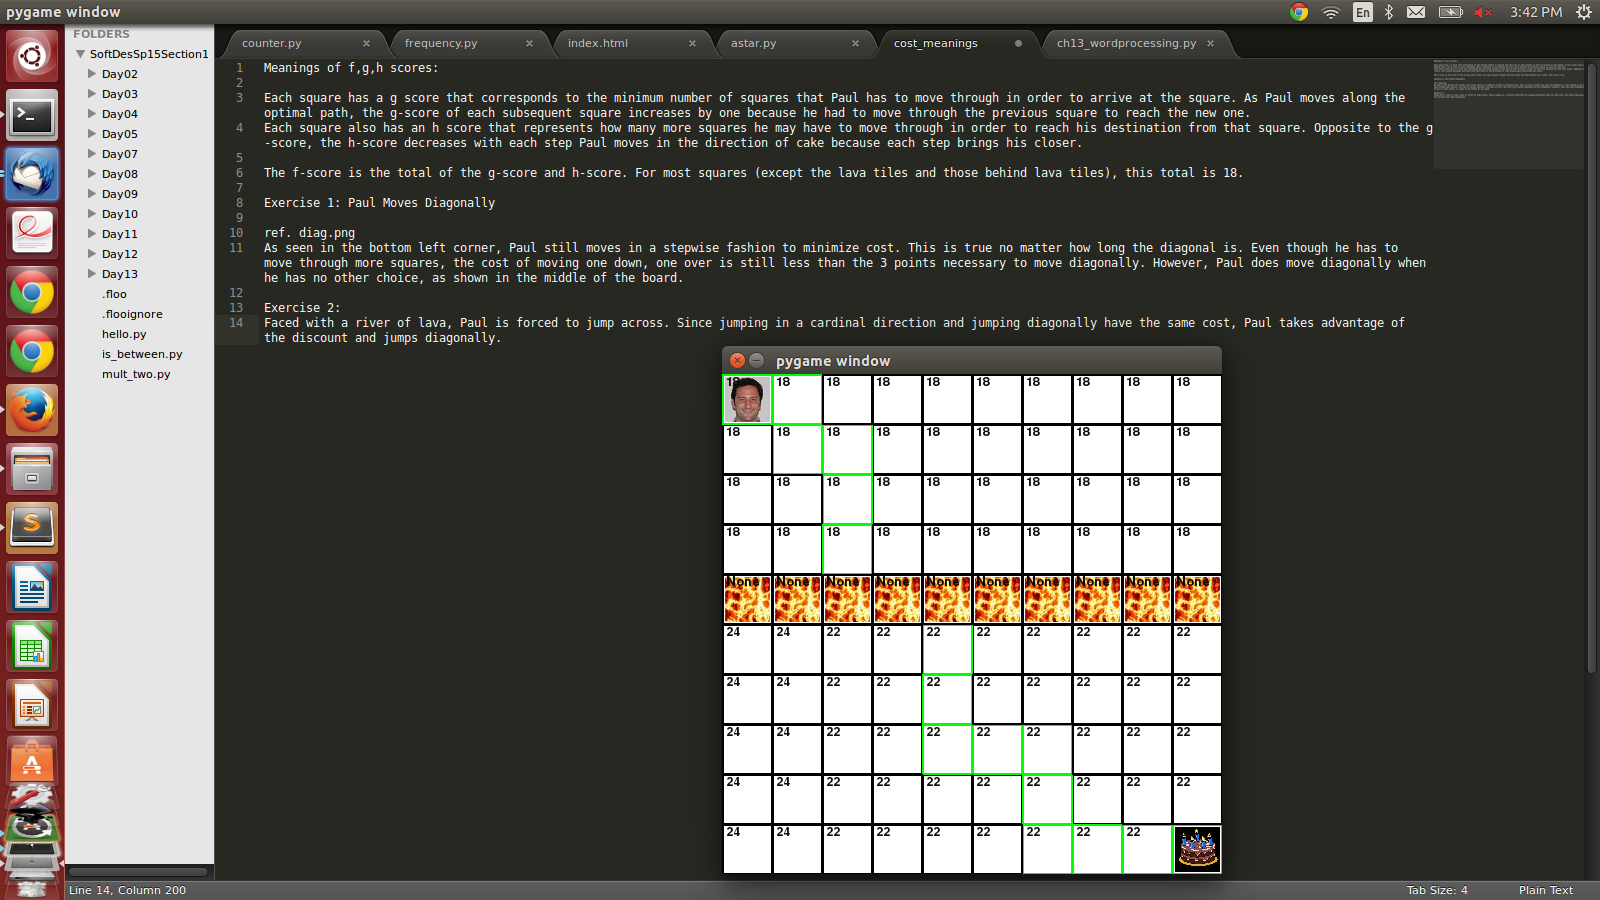 pygame window
En
3:42 PM
FOLDERS
SoftDesSp15Section1
Day02
Day03
Day04
Day05
Day07
Day08
Day09
Day10
Day11
Day12
Day13
.floo
.flooignore
hello.py
is_between.py
mult_two.py
counter.py
frequency.py
index.html
astar.py
cost_meanings
ch13_wordprocessing.py
1 Meanings of f,g,h scores:
2
3 Each square has a g score that corresponds to the minimum number of squares that Paul has to move through in order to arrive at the square. As Paul moves along the
optimal path, the g-score of each subsequent square increases by one because he had to move through the previous square to reach the new one.
4 Each square also has an h score that represents how many more squares he may have to move through in order to reach his destination from that square. Opposite to the g
-score, the h-score decreases with each step Paul moves in the direction of cake because each step brings his closer.
5
6 The f-score is the total of the g-score and h-score. For most squares (except the lava tiles and those behind lava tiles), this total is 18.
7
8 Exercise 1: Paul Moves Diagonally
9
10 ref. diag.png
11 As seen in the bottom left corner, Paul still moves in a stepwise fashion to minimize cost. This is true no matter how long the diagonal is. Even though he has to
move through more squares, the cost of moving one down, one over is still less than the 3 points necessary to move diagonally. However, Paul does move diagonally when
he has no other choice, as shown in the middle of the board.
12
13 Exercise 2:
14 Faced with a river of lava, Paul is forced to jump across. Since jumping in a cardinal direction and jumping diagonally have the same cost, Paul takes advantage of
the discount and jumps diagonally.
pygame window
18 18 18 18 18 18 18 18 18 18
18 18 18 18 18 18 18 18 18 18
18 18 18 18 18 18 18 18 18 18
18 18 18 18 18 18 18 18 18 18
None None None None None None None None None None
24 24 22 22 22 22 22 22 22 22
24 24 22 22 22 22 22 22 22 22
24 24 22 22 22 22 22 22 22 22
24 24 22 22 22 22 22 22 22 22
24 24 22 22 22 22 22 22 22
Line 14, Column 200
Tab Size: 4
Plain Text